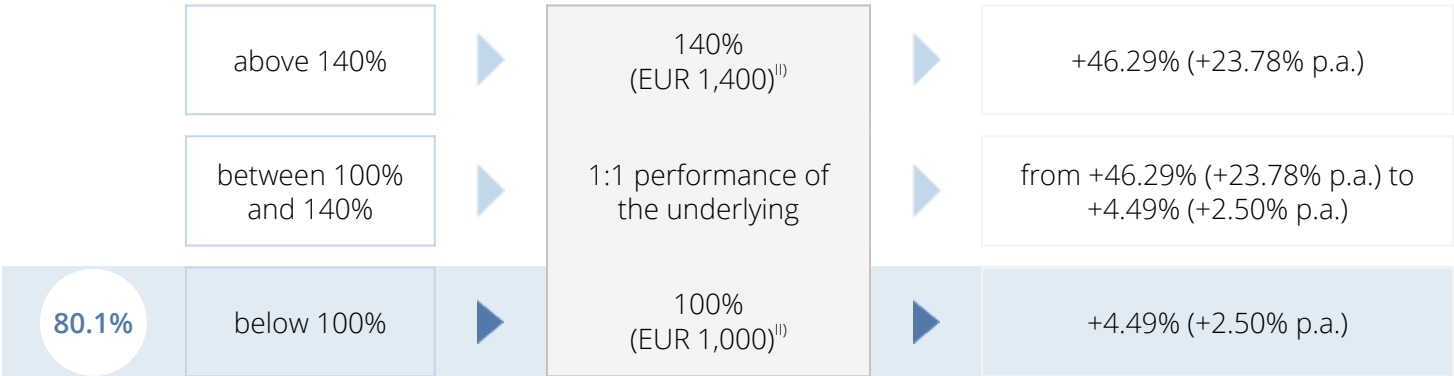 above 140%
140%
(EUR 1,400)II)
+46.29% (+23.78% p.a.)
between 100%
and 140%
1:1 performance of
the underlying
from +46.29% (+23.78% p.a.) to
+4.49% (+2.50% p.a.)
80.1%
below 100%
100%
(EUR 1,000)II)
+4.49% (+2.50% p.a.)